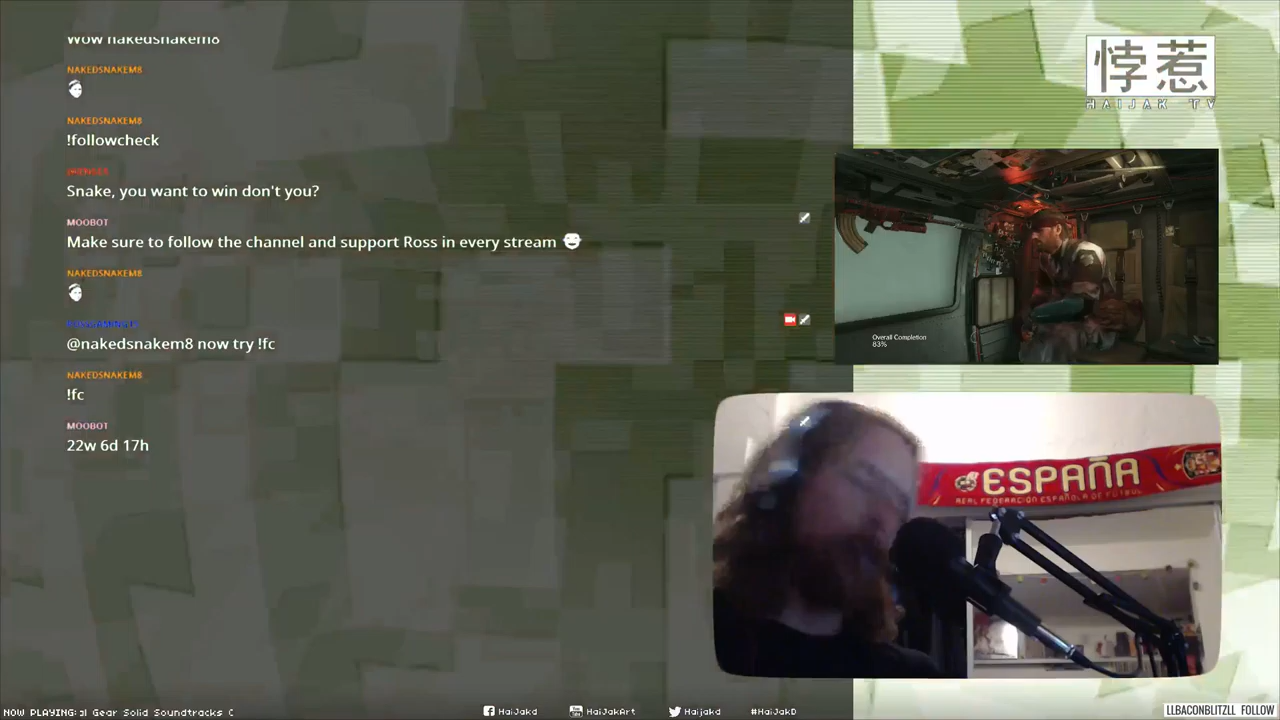 Wow nakedsnakem8
NAKEDSNAKEM8
NAKEDSNAKEM8
!followcheck
Snake, you want to win don't you?
MOOBOT
Make sure to follow the channel and support Ross in every stream
NAKEDSNAKEM8
@nakedsnakem8 now try !fc
NAKEDSNAKEM8
!fc
MOOBOT
22w 6d 17h
悖惹
HAIJAK TV
Overall Completion
83%
ESPAÑA
REAL FEDERACION ESPAÑOLA DE FUTBOL
NOW PLAYING: Gear Solid Soundtracks
HaiJakd
HaiJakArt
Haijakd
#HaiJakD
LLBACONBLITZLL FOLLOW